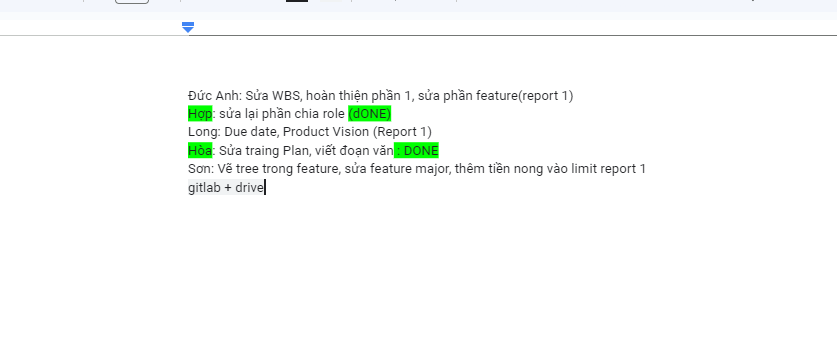 Đức Anh: Sửa WBS, hoàn thiện phần 1, sửa phần feature(report 1)
Hợp: sửa lại phần chia role (dONE)
Long: Due date, Product Vision (Report 1)
Hòa: Sửa traing Plan, viết đoạn văn : DONE
Sơn: Vẽ tree trong feature, sửa feature major, thêm tiền nong vào limit report 1
gitlab + drive